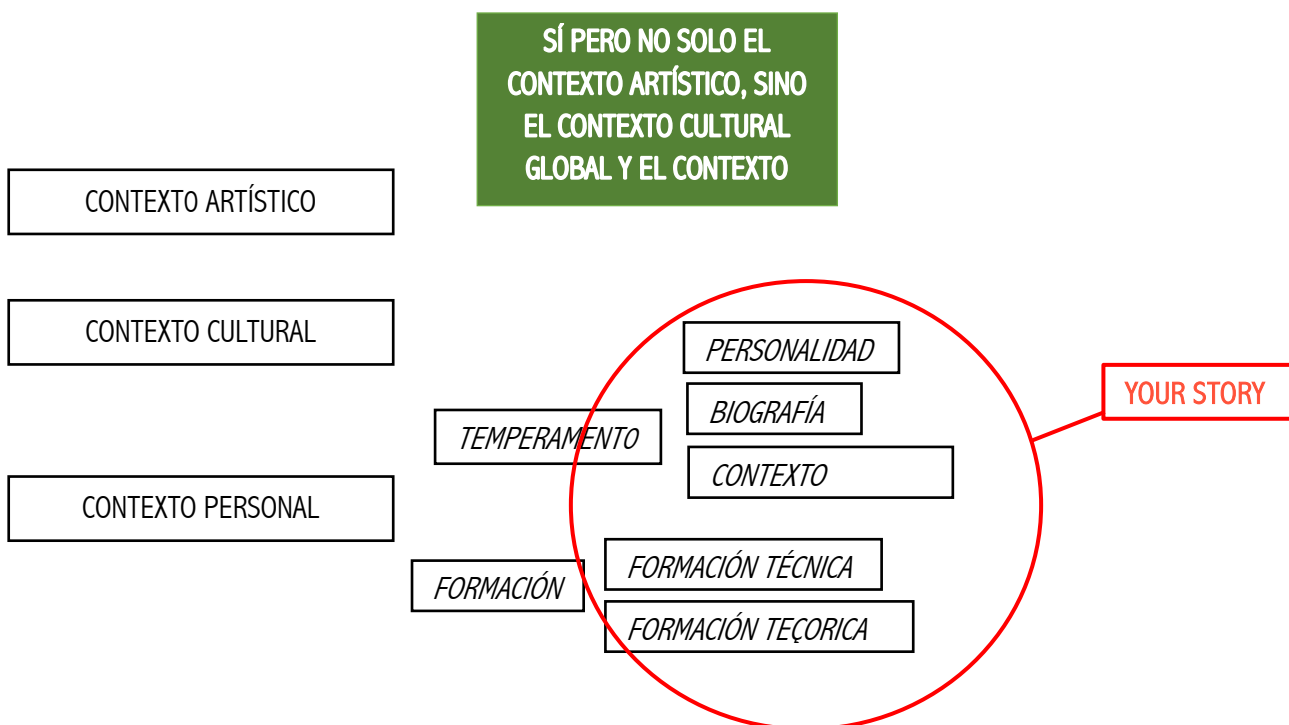 SÍ PERO NO SOLO EL
CONTEXTO ARTÍSTICO, SINO
EL CONTEXTO CULTURAL
GLOBAL Y EL CONTEXTO
CONTEXTO ARTÍSTICO
CONTEXTO CULTURAL
PERSONALIDAD
YOUR STORY
BIOGRAFÍA
TEMPERAMENTO
CONTEXTO
CONTEXTO PERSONAL
FORMACIÓN TÉCNICA
FORMACIÓN
FORMACIÓN TEÇORICA